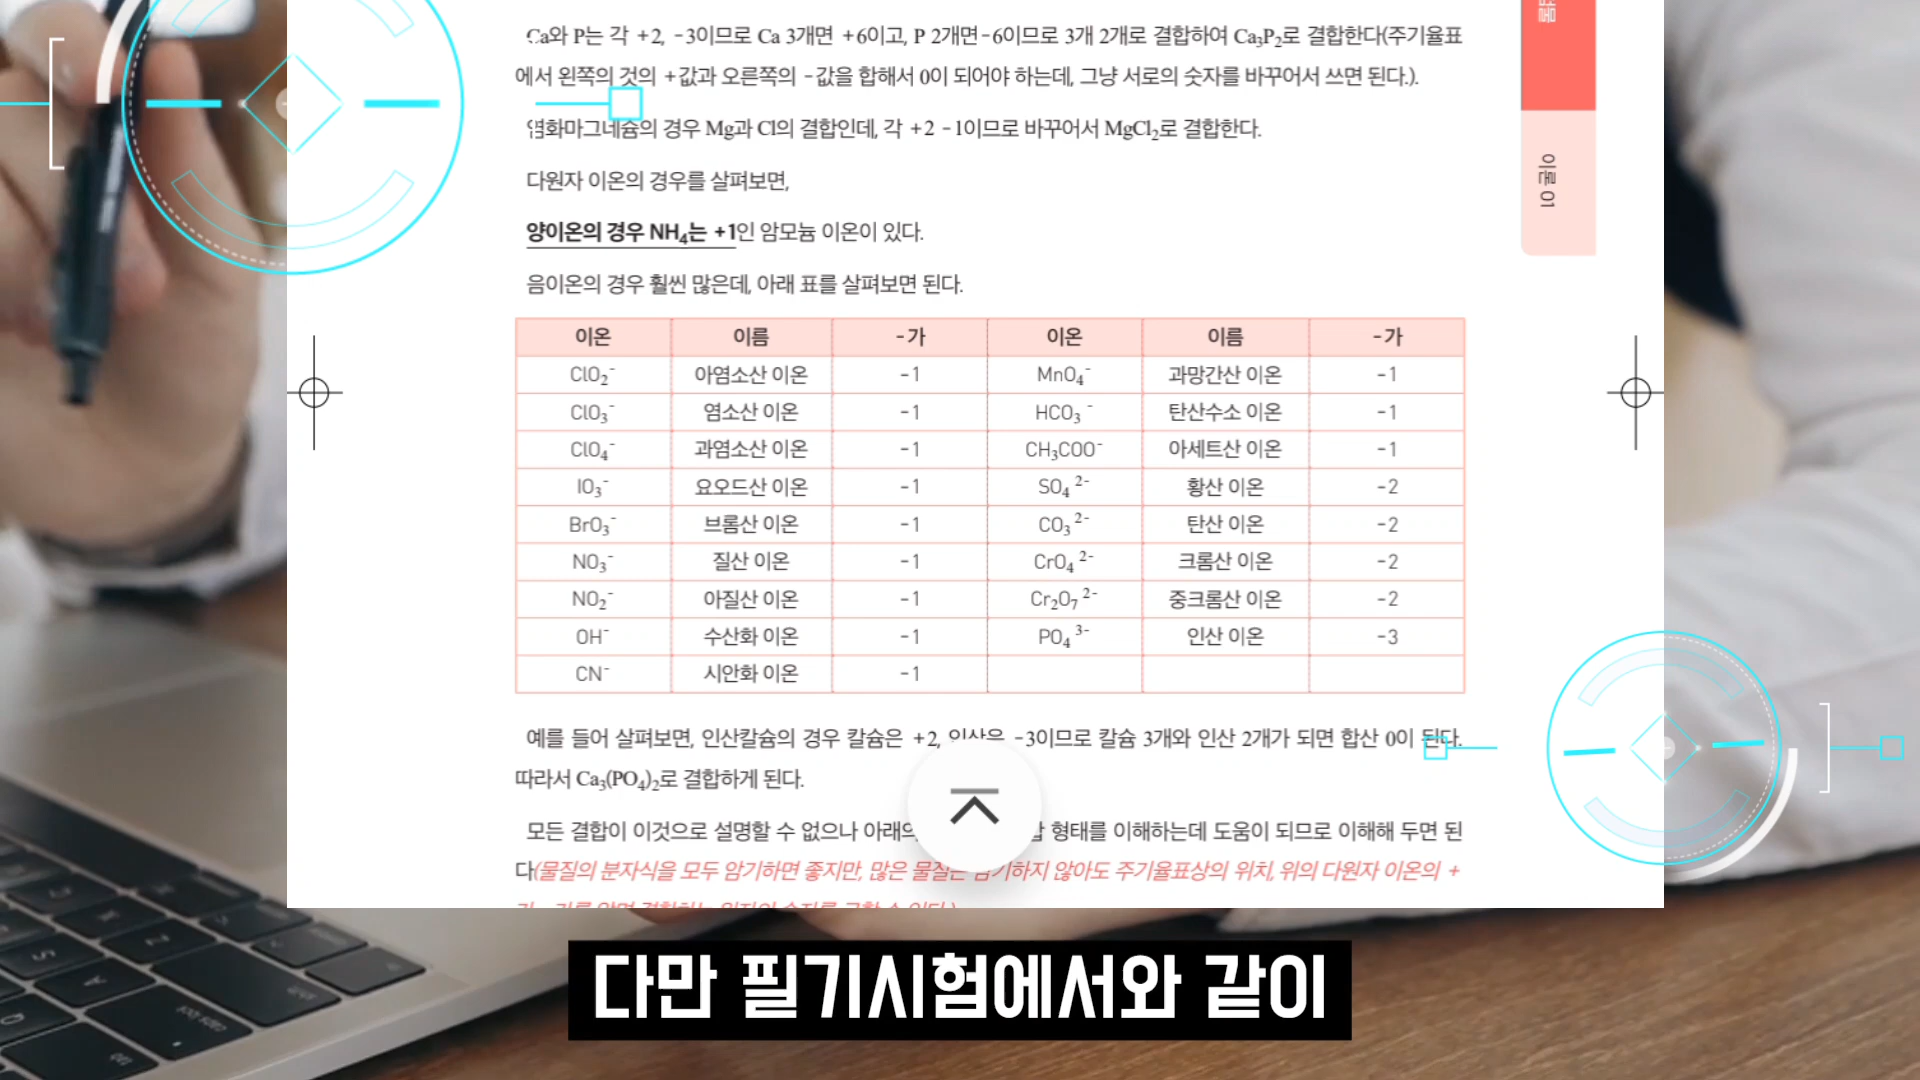 Ca와 P는 각 +2, -3이므로 Ca 3개면 +6이고, P 2개면-6이므로 3개 2개로 결합하여 Ca₃P₂로 결합한다(주기율표
에서 왼쪽의 것의 +값과 오른쪽의 -값을 합해서 0이 되어야 하는데, 그냥 서로의 숫자를 바꾸어서 쓰면 된다.).
염화마그네슘의 경우 Mg과 Cl의 결합인데, 각 +2 -1이므로 바꾸어서 MgCl₂로 결합한다.
다원자 이온의 경우를 살펴보면,
양이온의 경우 NH₄는 +1인 암모늄 이온이 있다.
음이온의 경우 훨씬 많은데, 아래 표를 살펴보면 된다.
이온 이름 -가 이온 이름 -가
ClO₂⁻ 아염소산 이온 -1 MnO₄⁻ 과망간산 이온 -1
ClO₃⁻ 염소산 이온 -1 HCO₃⁻ 탄산수소 이온 -1
ClO₄⁻ 과염소산 이온 -1 CH₃COO⁻ 아세트산 이온 -1
IO₃⁻ 요오드산 이온 -1 SO₄²⁻ 황산 이온 -2
BrO₃⁻ 브롬산 이온 -1 CO₃²⁻ 탄산 이온 -2
NO₃⁻ 질산 이온 -1 CrO₄²⁻ 크롬산 이온 -2
NO₂⁻ 아질산 이온 -1 Cr₂O₇²⁻ 중크롬산 이온 -2
OH⁻ 수산화 이온 -1 PO₄³⁻ 인산 이온 -3
CN⁻ 시안화 이온 -1
예를 들어 살펴보면, 인산칼슘의 경우 칼슘은 +2, 인산은 -3이므로 칼슘 3개와 인산 2개가 되면 합산 0이 된다.
따라서 Ca₃(PO₄)₂로 결합하게 된다.
모든 결합이 이것으로 설명할 수 없으나 형태를 이해하는데 도움이 되므로 이해해 두면 된
다(물질의 분자식을 모두 암기하면 좋지만, 많은 물질은 암기하지 않아도 주기율표상의 위치, 위의 다원자 이온의 +
이론 01
다만 필기시험에서와 같이